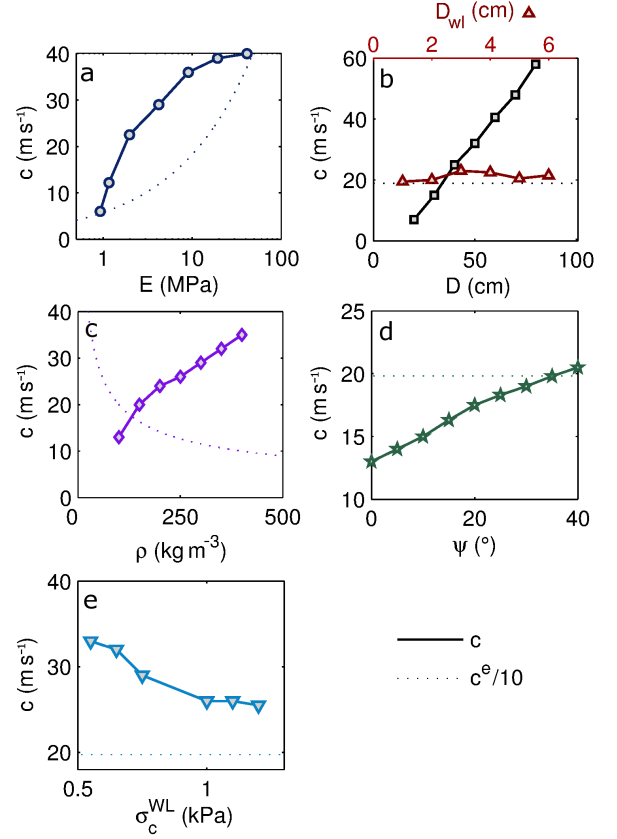 D_wl (cm)
0 2 4 6
a
40
30
20
10
0
c (m s⁻¹)
1 10 100
E (MPa)
b
60
40
20
0
c (m s⁻¹)
0 50 100
D (cm)
c
40
30
20
10
0
c (m s⁻¹)
0 250 500
ρ (kg m⁻³)
d
25
20
15
10
c (m s⁻¹)
0 20 40
ψ (°)
e
40
30
20
c (m s⁻¹)
0.5 1
σ_c^WL (kPa)
c
c^e/10